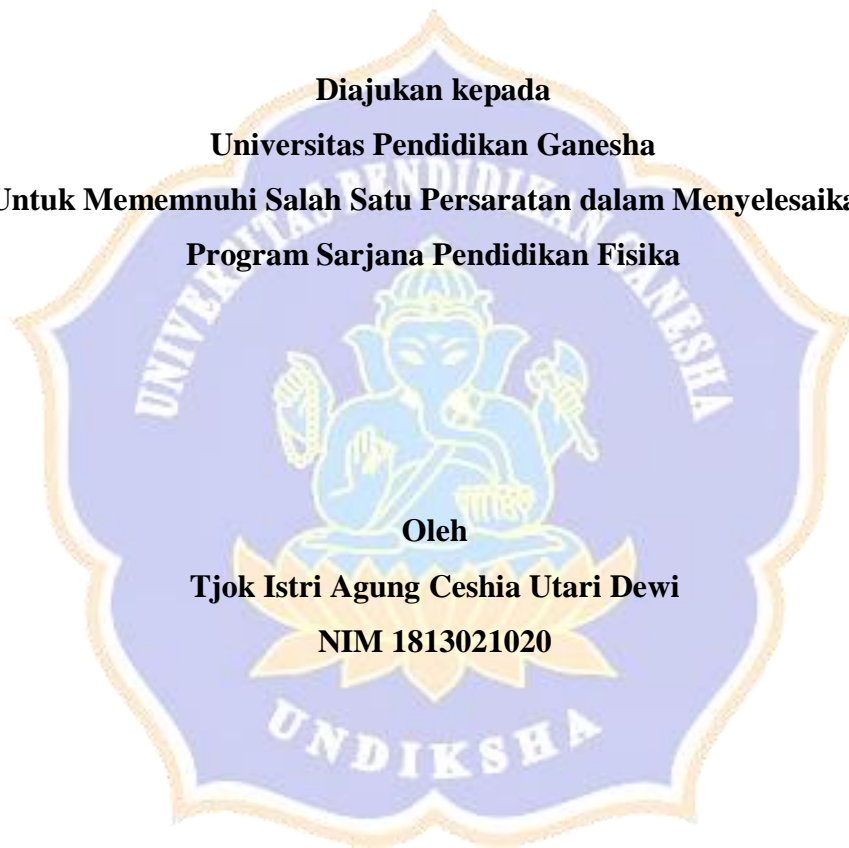 Diajukan kepada
Universitas Pendidikan Ganesha
Untuk Mememnuhi Salah Satu Persaratan dalam Menyelesaika
Program Sarjana Pendidikan Fisika
UNIVERSITAS PENDIDIKAN GANESHA
Oleh
Tjok Istri Agung Ceshia Utari Dewi
NIM 1813021020
UNDIKSHA